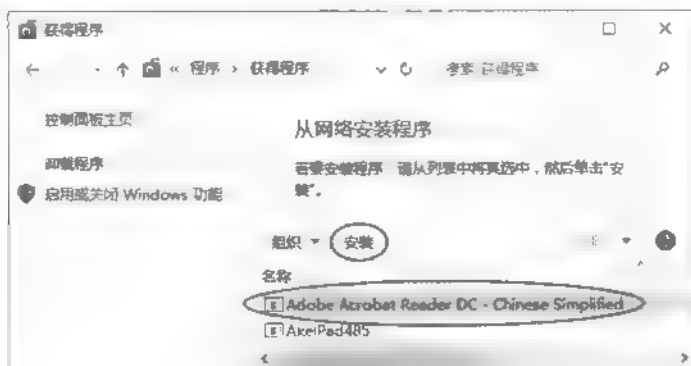 获得程序
« 程序 › 获得程序
搜索 获得程序
控制面板主页
从网络安装程序
卸载程序
若要安装程序，请从列表中将其选中，然后单击"安
装"。
启用或关闭 Windows 功能
组织 安装
名称
Adobe Acrobat Reader DC - Chinese Simplified
AkelPad485